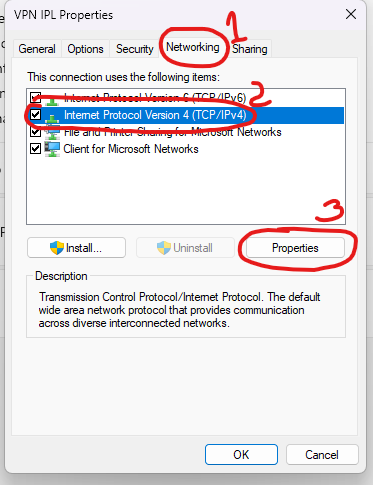 VPN IPL Properties
1
General
Options
Security
Networking
Sharing
This connection uses the following items:
Internet Protocol Version 6 (TCP/IPv6)
2
Internet Protocol Version 4 (TCP/IPv4)
File and Printer Sharing for Microsoft Networks
Client for Microsoft Networks
3
Install...
Uninstall
Properties
Description
Transmission Control Protocol/Internet Protocol. The default
wide area network protocol that provides communication
across diverse interconnected networks.
OK
Cancel